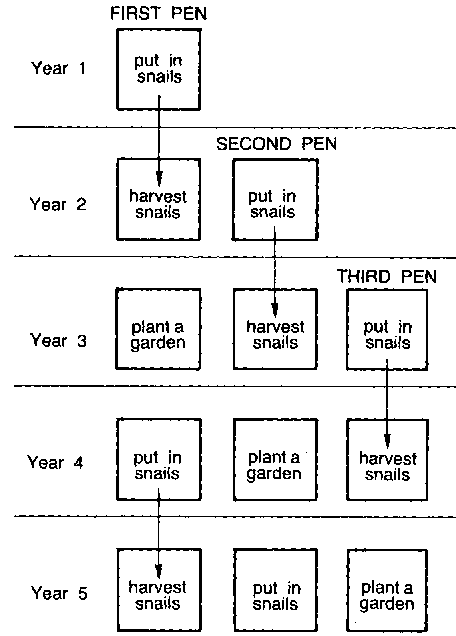 FIRST PEN
Year 1
put in
snails
SECOND PEN
Year 2
harvest
snails
put in
snails
THIRD PEN
Year 3
plant a
garden
harvest
snails
put in
snails
Year 4
put in
snails
plant a
garden
harvest
snails
Year 5
harvest
snails
put in
snails
plant a
garden